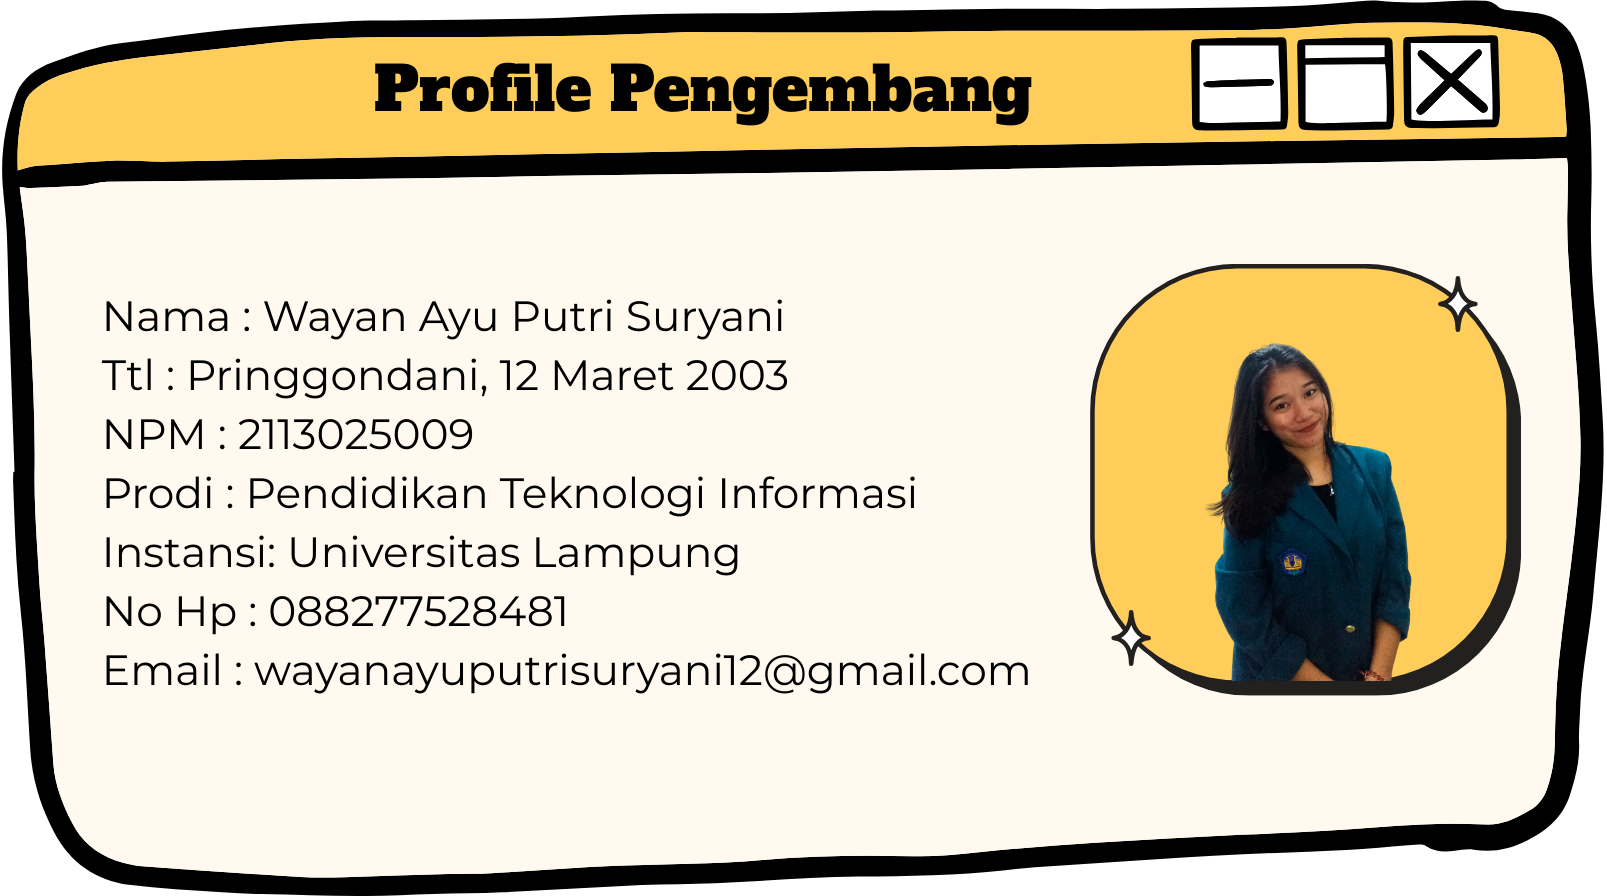 Profile Pengembang
Nama : Wayan Ayu Putri Suryani
Ttl : Pringgondani, 12 Maret 2003
NPM : 2113025009
Prodi : Pendidikan Teknologi Informasi
Instansi: Universitas Lampung
No Hp : 088277528481
Email : wayanayuputrisuryani12@gmail.com